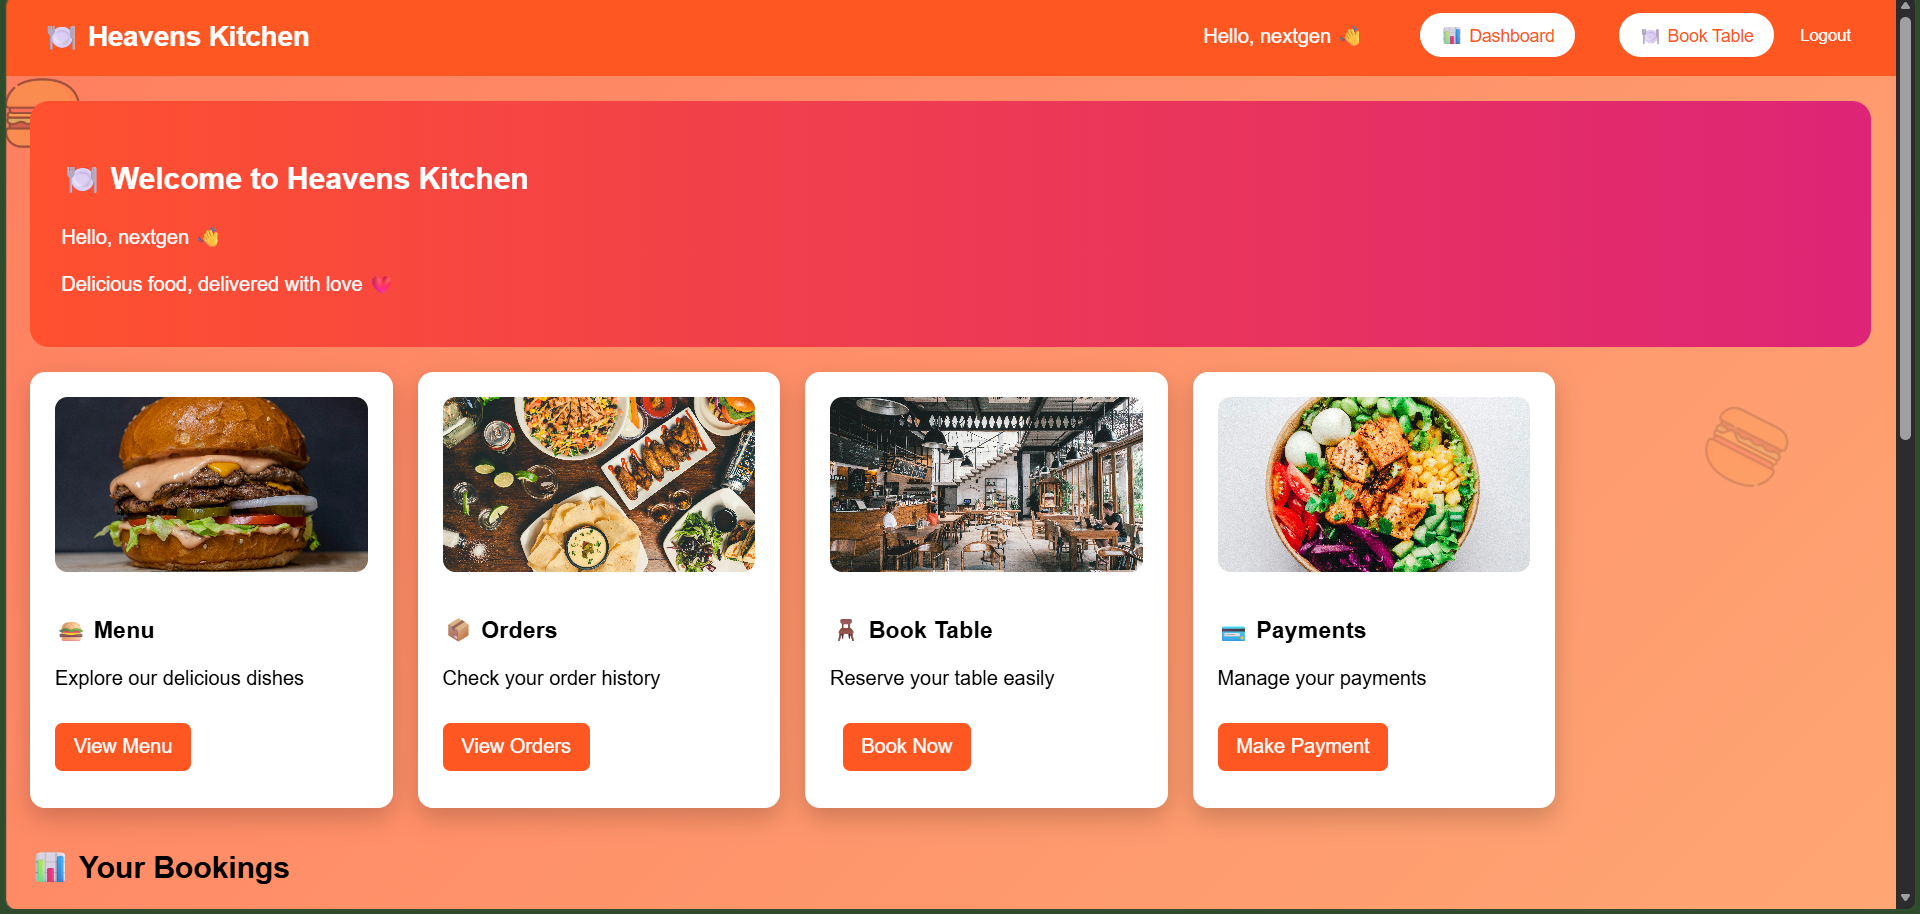 Heavens Kitchen
Hello, nextgen 👋
📊 Dashboard
🍽️ Book Table
Logout
🍽️ Welcome to Heavens Kitchen
Hello, nextgen 👋
Delicious food, delivered with love 💖
🍔 Menu
Explore our delicious dishes
View Menu
📦 Orders
Check your order history
View Orders
🪑 Book Table
Reserve your table easily
Book Now
💳 Payments
Manage your payments
Make Payment
📊 Your Bookings